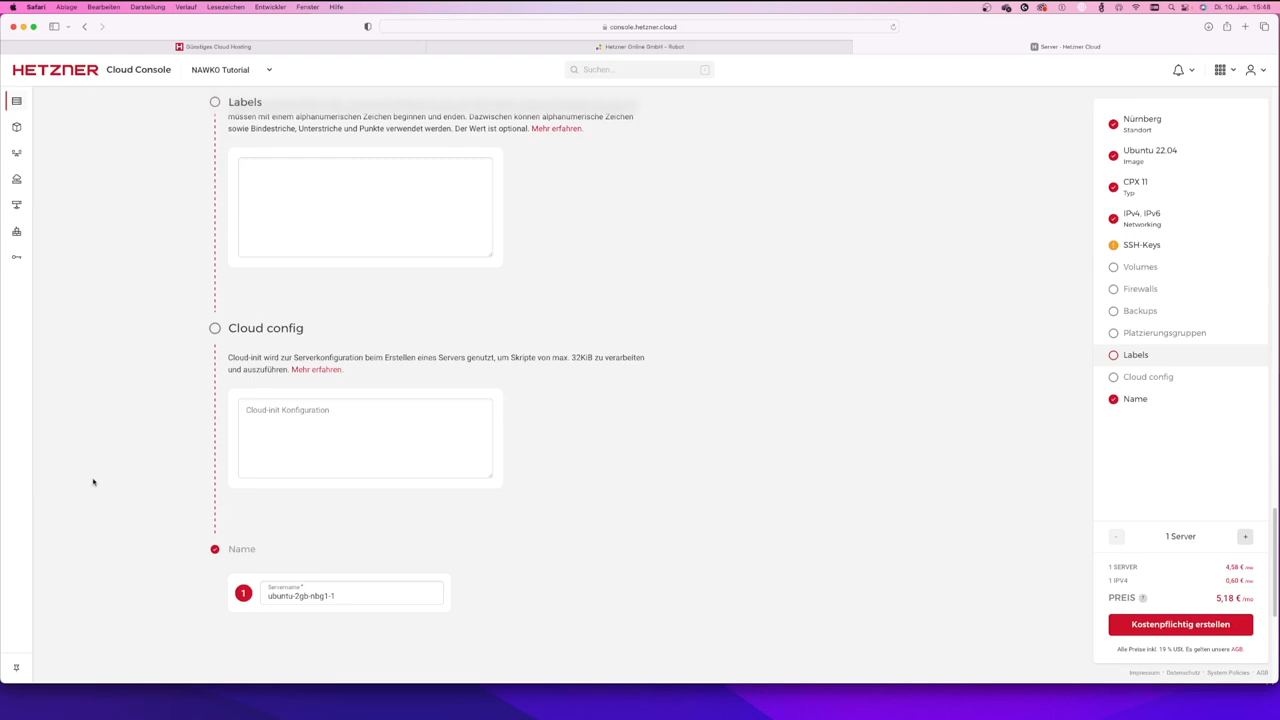 Safari Ablage Bearbeiten Darstellung Verlauf Lesezeichen Entwickler Fenster Hilfe
Di. 10. Jan. 15:48
console.hetzner.cloud
Günstiges Cloud Hosting
Hetzner Online GmbH – Robot
Server - Hetzner Cloud
HETZNER Cloud Console NAWKO Tutorial
Suchen...
Labels
müssen mit einem alphanumerischen Zeichen beginnen und enden. Dazwischen können alphanumerische Zeichen
sowie Bindestriche, Unterstriche und Punkte verwendet werden. Der Wert ist optional. Mehr erfahren.
Cloud config
Cloud-init wird zur Serverkonfiguration beim Erstellen eines Servers genutzt, um Skripte von max. 32KiB zu verarbeiten
und auszuführen. Mehr erfahren.
Cloud-init Konfiguration
Name
1
Servername *
ubuntu-2gb-nbg1-1
Nürnberg
Standort
Ubuntu 22.04
Image
CPX 11
Typ
IPv4, IPv6
Networking
SSH-Keys
Volumes
Firewalls
Backups
Platzierungsgruppen
Labels
Cloud config
Name
- 1 Server +
1 SERVER 4,58 € /mo
1 IPV4 0,60 € /mo
PREIS 5,18 € /mo
Kostenpflichtig erstellen
Alle Preise inkl. 19 % USt. Es gelten unsere AGB.
Impressum · Datenschutz · System Policies · AGB